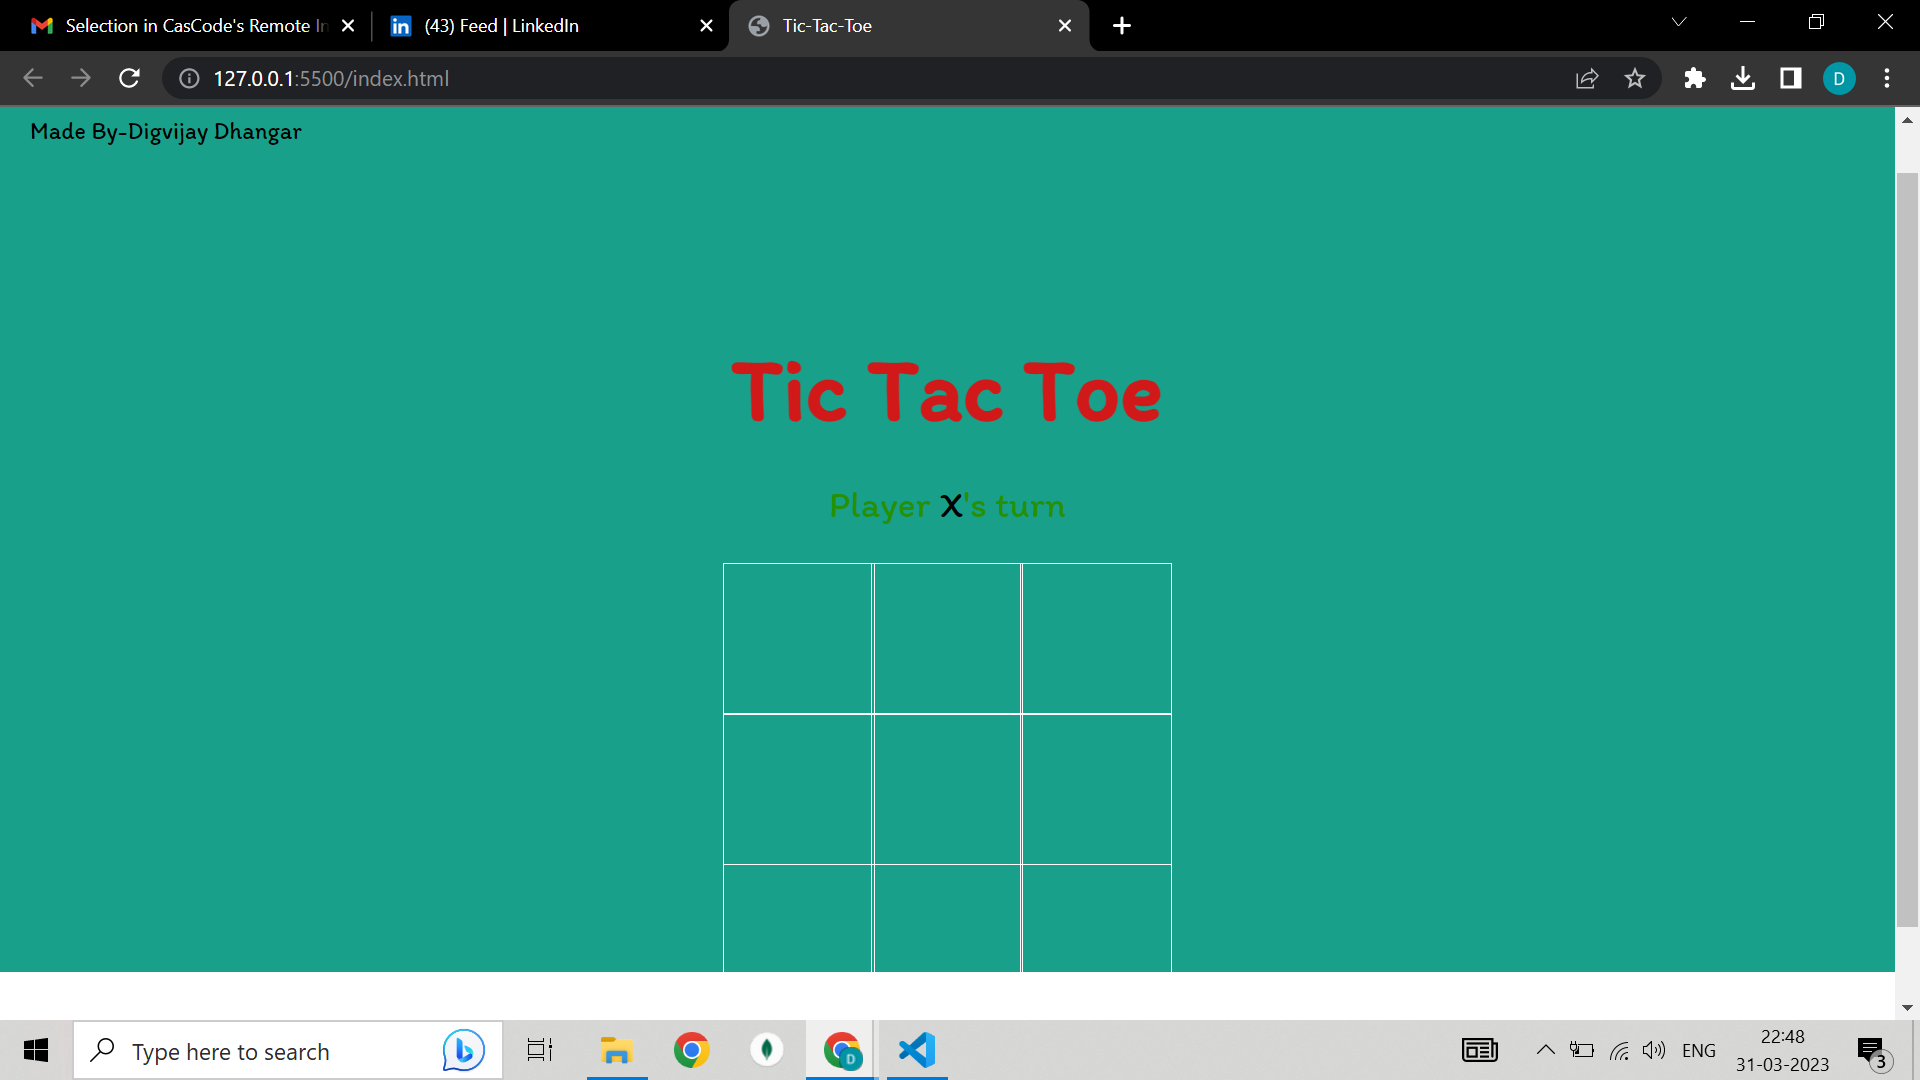 Selection in CasCode's Remote In
(43) Feed | LinkedIn
Tic-Tac-Toe
127.0.0.1:5500/index.html
D
Made By-Digvijay Dhangar
Tic Tac Toe
Player X's turn
Type here to search
D
ENG
22:48
31-03-2023
3